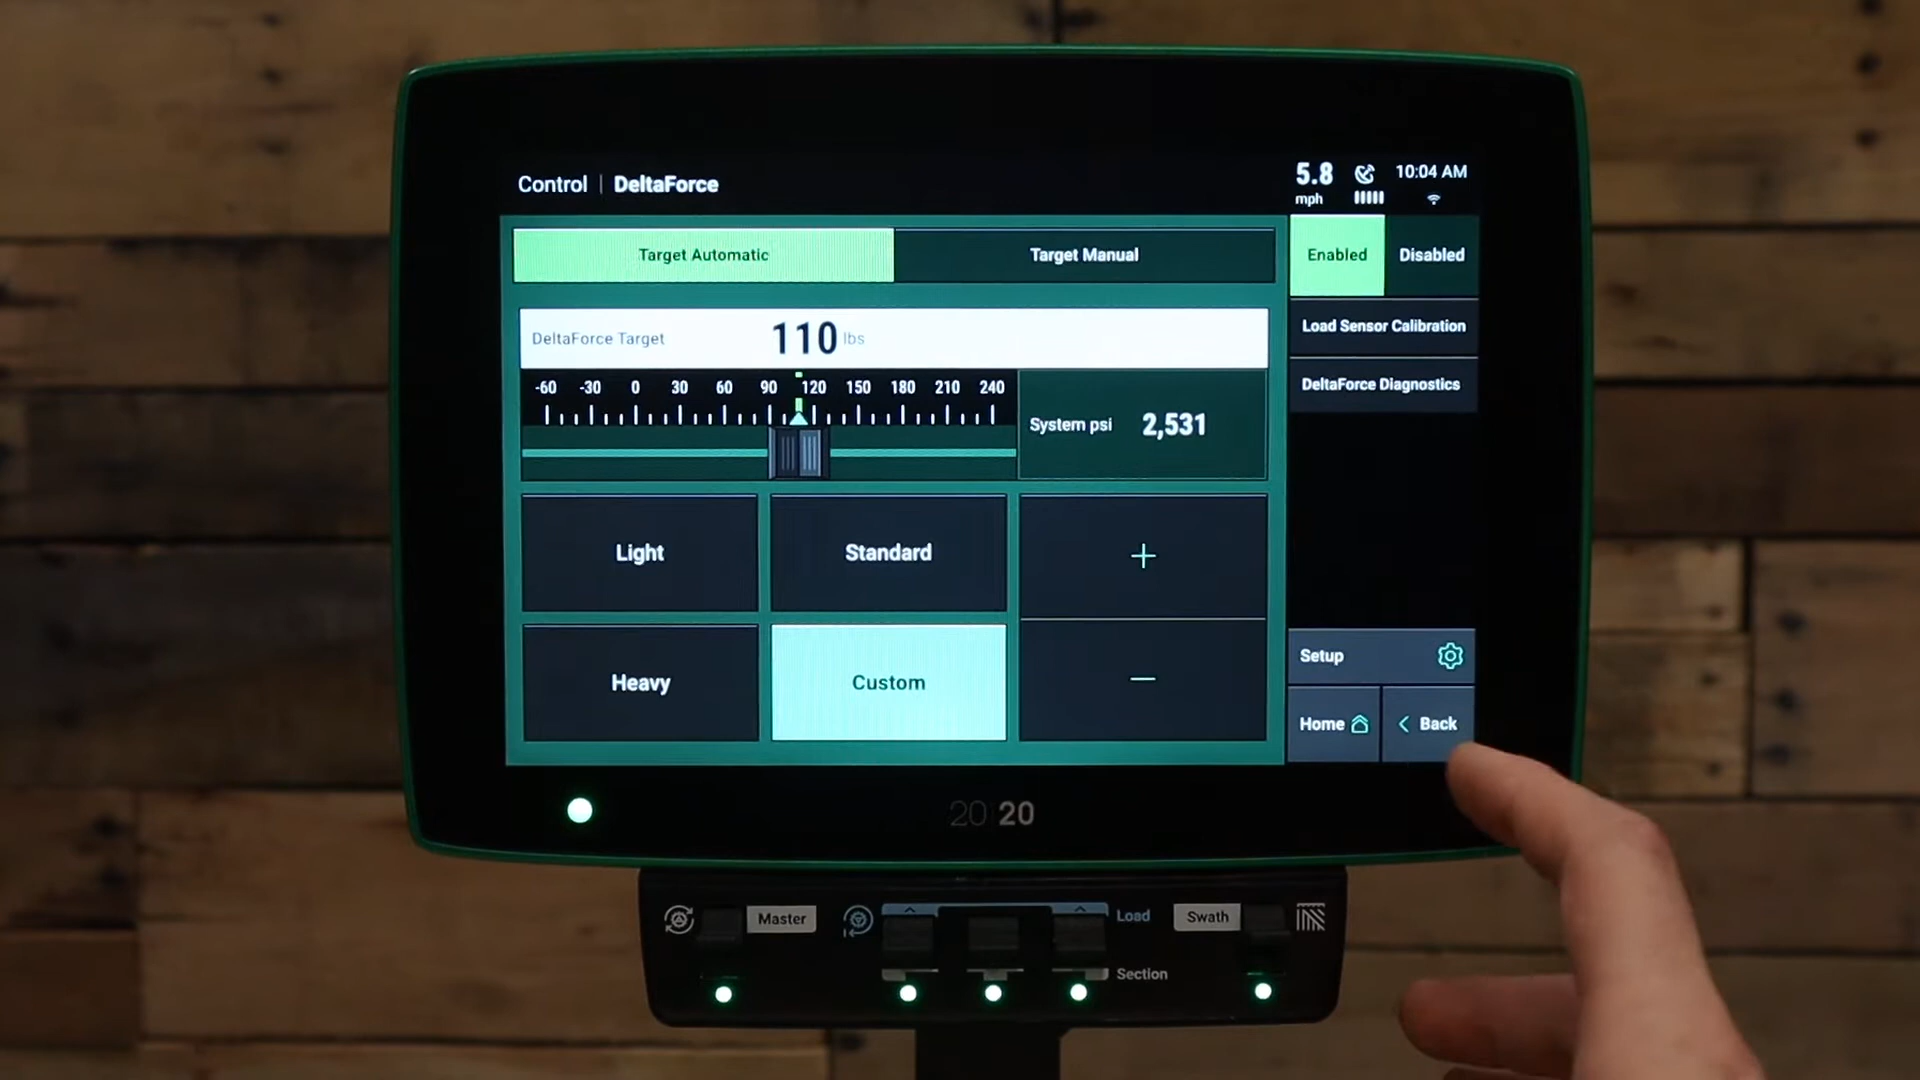 Control | DeltaForce
5.8
mph
10:04 AM
Target Automatic
Target Manual
Enabled
Disabled
DeltaForce Target 110 lbs
Load Sensor Calibration
-60 -30 0 30 60 90 120 150 180 210 240
DeltaForce Diagnostics
System psi 2,531
Light
Standard
+
Heavy
Custom
−
Setup
Home
Back
20|20
Master
Load
Swath
Section